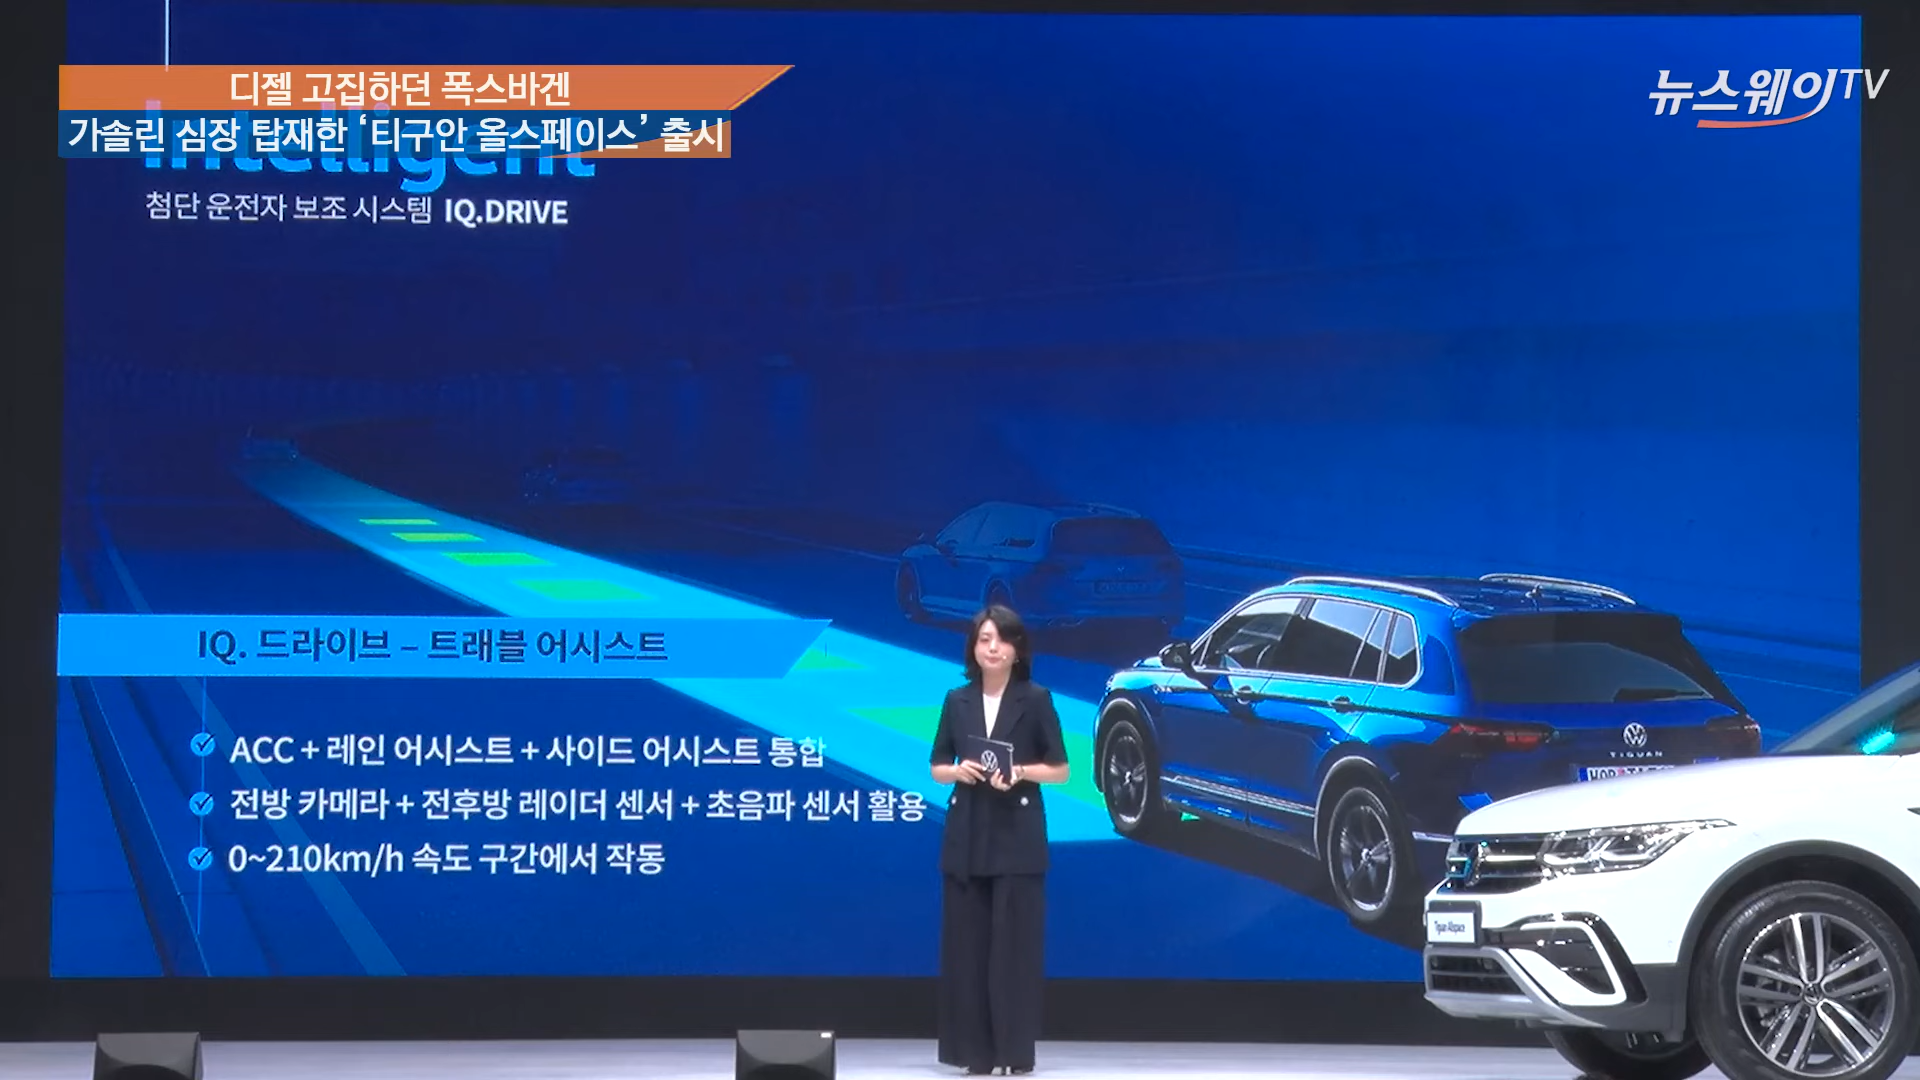 디젤 고집하던 폭스바겐
가솔린 심장 탑재한 ‘티구안 올스페이스’ 출시
뉴스웨이TV
Intelligent
첨단 운전자 보조 시스템 IQ.DRIVE
IQ. 드라이브 – 트래블 어시스트
ACC + 레인 어시스트 + 사이드 어시스트 통합
전방 카메라 + 전후방 레이더 센서 + 초음파 센서 활용
0~210km/h 속도 구간에서 작동
TIGUAN
Tiguan Allspace